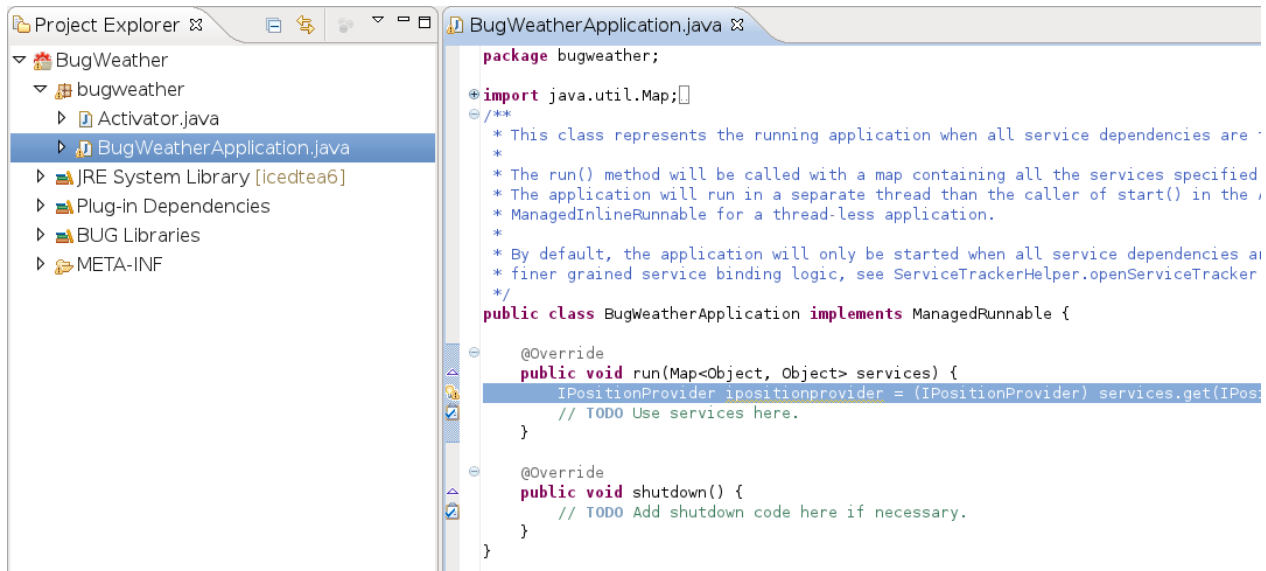 Project Explorer
BugWeather
bugweather
Activator.java
BugWeatherApplication.java
JRE System Library [icedtea6]
Plug-in Dependencies
BUG Libraries
META-INF
BugWeatherApplication.java
package bugweather;
import java.util.Map;
/**
* This class represents the running application when all service dependencies are
*
* The run() method will be called with a map containing all the services specified
* The application will run in a separate thread than the caller of start() in the
* ManagedInlineRunnable for a thread-less application.
*
* By default, the application will only be started when all service dependencies
* finer grained service binding logic, see ServiceTrackerHelper.openServiceTracker
*/
public class BugWeatherApplication implements ManagedRunnable {
@Override
public void run(Map<Object, Object> services) {
IPositionProvider ipositionprovider = (IPositionProvider) services.get(IPosi
// TODO Use services here.
}
@Override
public void shutdown() {
// TODO Add shutdown code here if necessary.
}
}